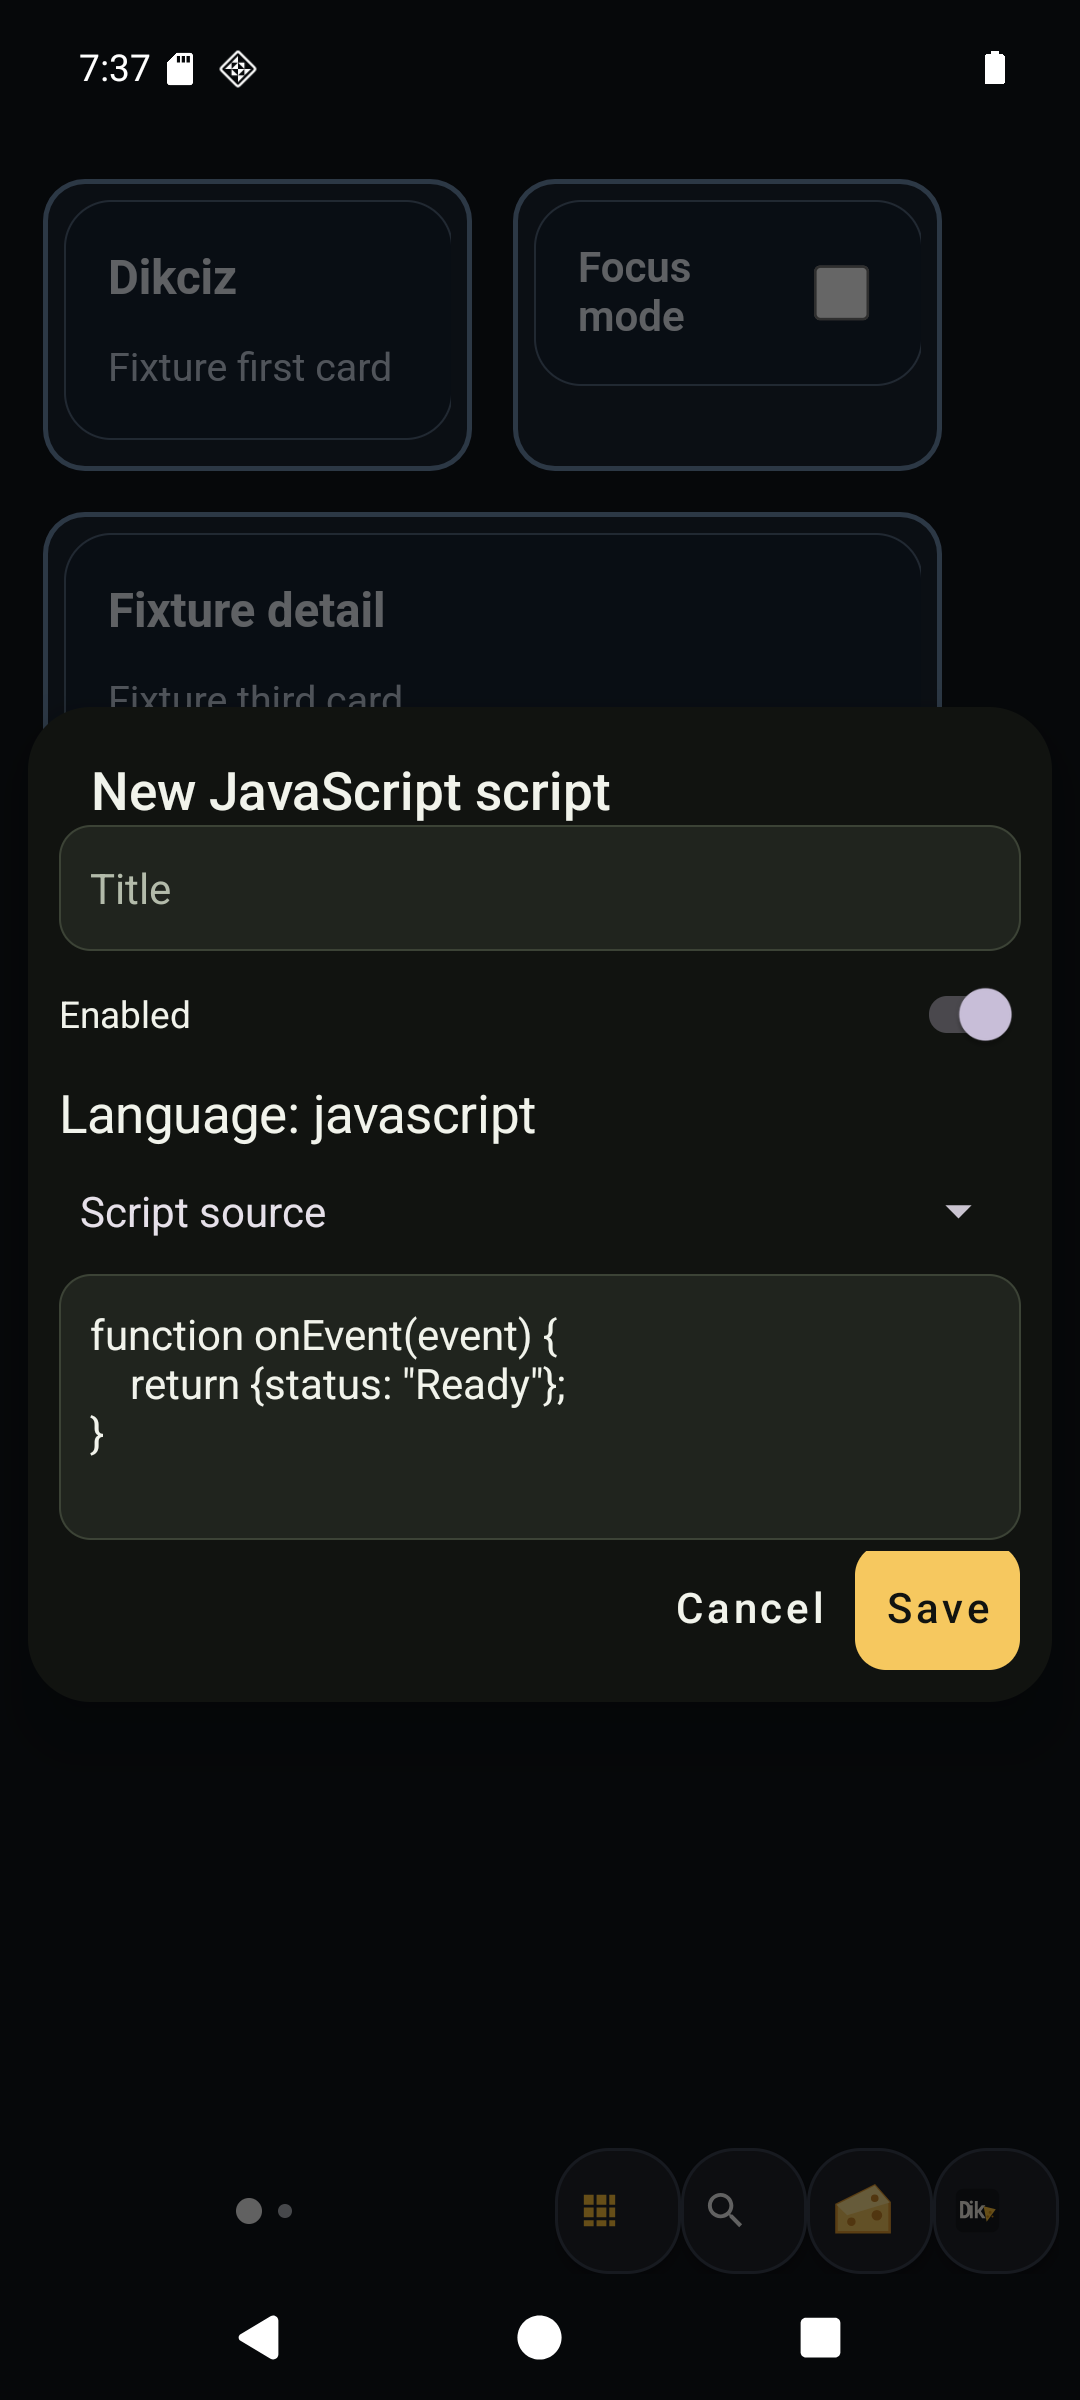 7:37
Dikciz
Fixture first card
Focus
mode
Fixture detail
Fixture third card
New JavaScript script
Title
Enabled
Language: javascript
Script source
function onEvent(event) {
    return {status: "Ready"};
}
Cancel
Save
Dik